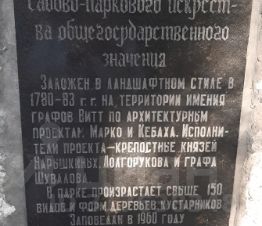 Садово-паркового искусст-
ва общегосударственного
значения
Заложен в ландшафтном стиле в
1780-83 г.г. на территории имения
графов Витт по архитектурным
проектам Марко и Кебаха. Исполни-
тели проекта-крепостные князей
Нарышкиных, Долгорукова и графа
Шувалова.
В парке произрастает свыше 150
видов и форм деревьев, кустарников
Заповедан в 1960 году